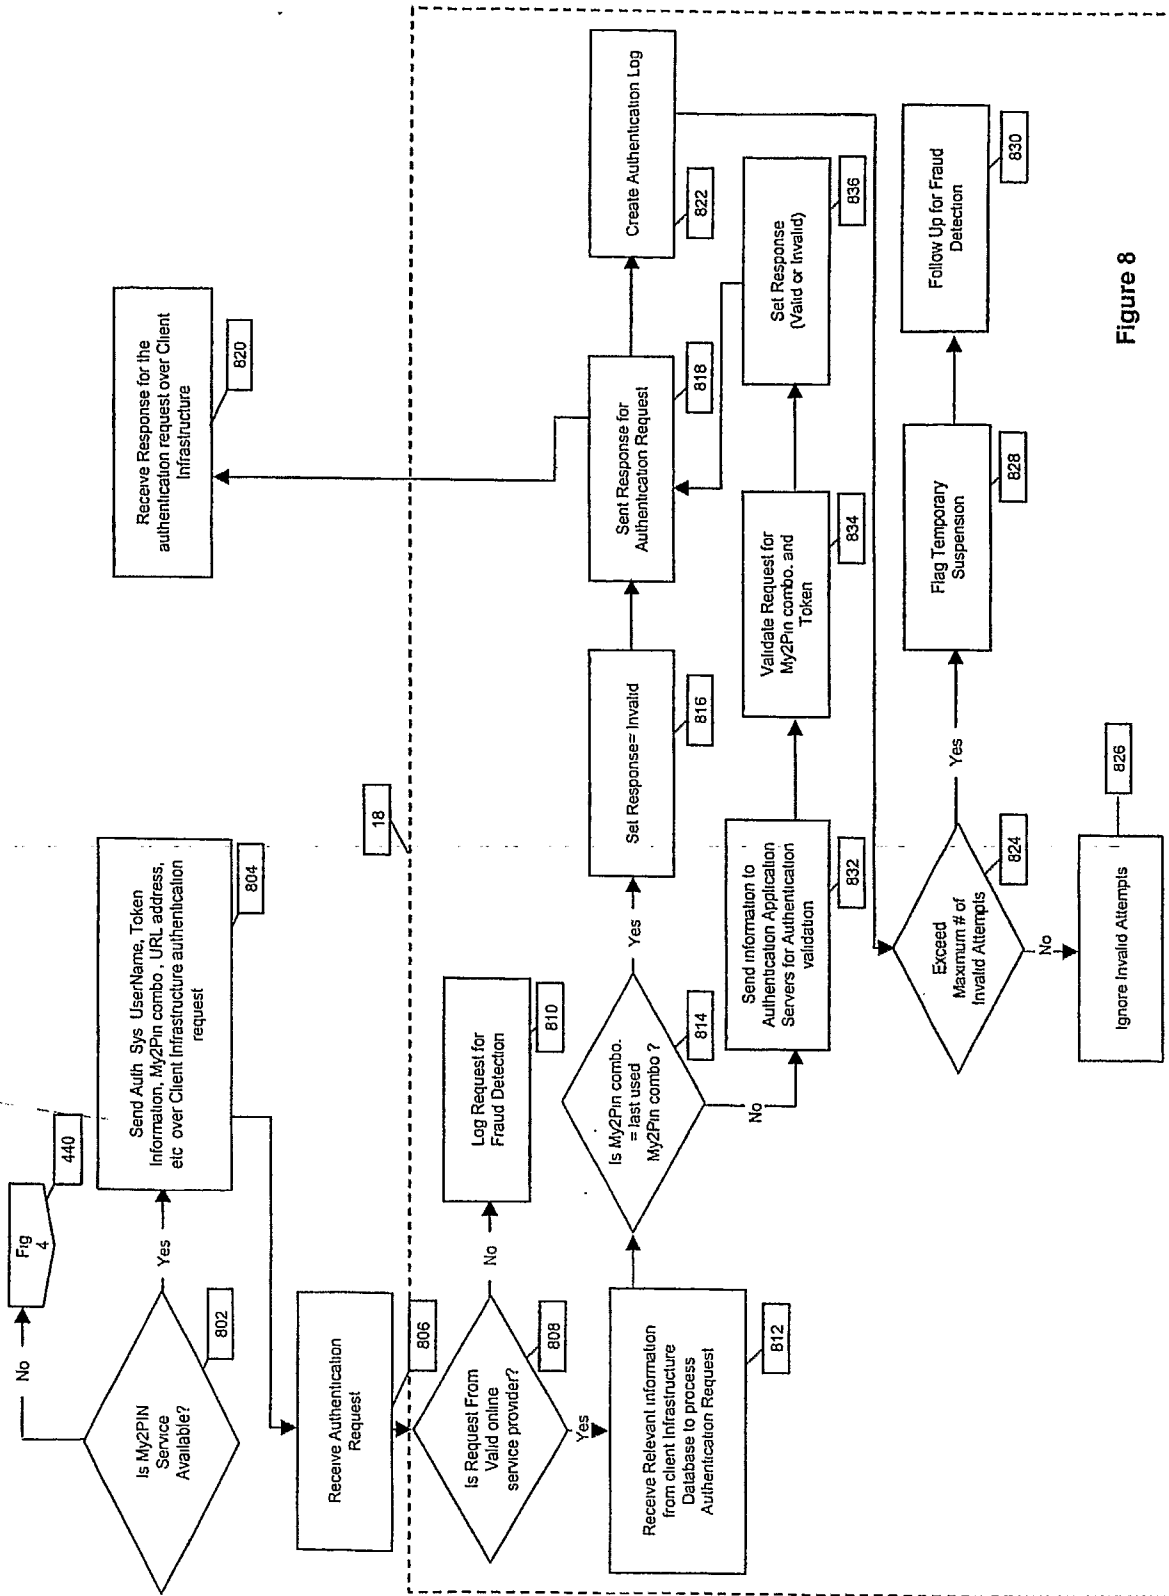 Is My2PIN
Service
Available?
802
No
Fig
4
440
Yes
Send Auth Sys UserName, Token
Information, My2Pin combo , URL address,
etc over Client Infrastructure authentication
request
804
Receive Authentication
Request
806
18
Is Request From
Valid online
service provider?
808
No
Log Request for
Fraud Detection
810
Yes
Receive Relevant information
from client Infrastructure
Database to process
Authentication Request
812
Is My2Pin combo.
= last used
My2Pin combo ?
814
Yes
Set Response= Invalid
816
Sent Response for
Authentication Request
818
Receive Response for the
authentication request over Client
Infrastructure
820
Create Authentication Log
822
No
Send Information to
Authentication Application
Servers for Authentication
validation
832
Validate Request for
My2Pin combo. and
Token
834
Set Response
(Valid or Invalid)
836
Exceed
Maximum # of
Invalid Attempts
824
No
Ignore Invalid Attempts
826
Yes
Flag Temporary
Suspension
828
Follow Up for Fraud
Detection
830
Figure 8